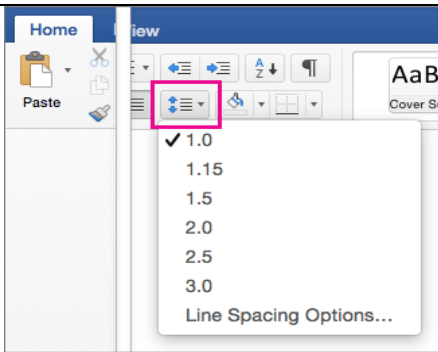 Home
View
A
Z
¶
AaB
Paste
Cover S
✓ 1.0
1.15
1.5
2.0
2.5
3.0
Line Spacing Options...